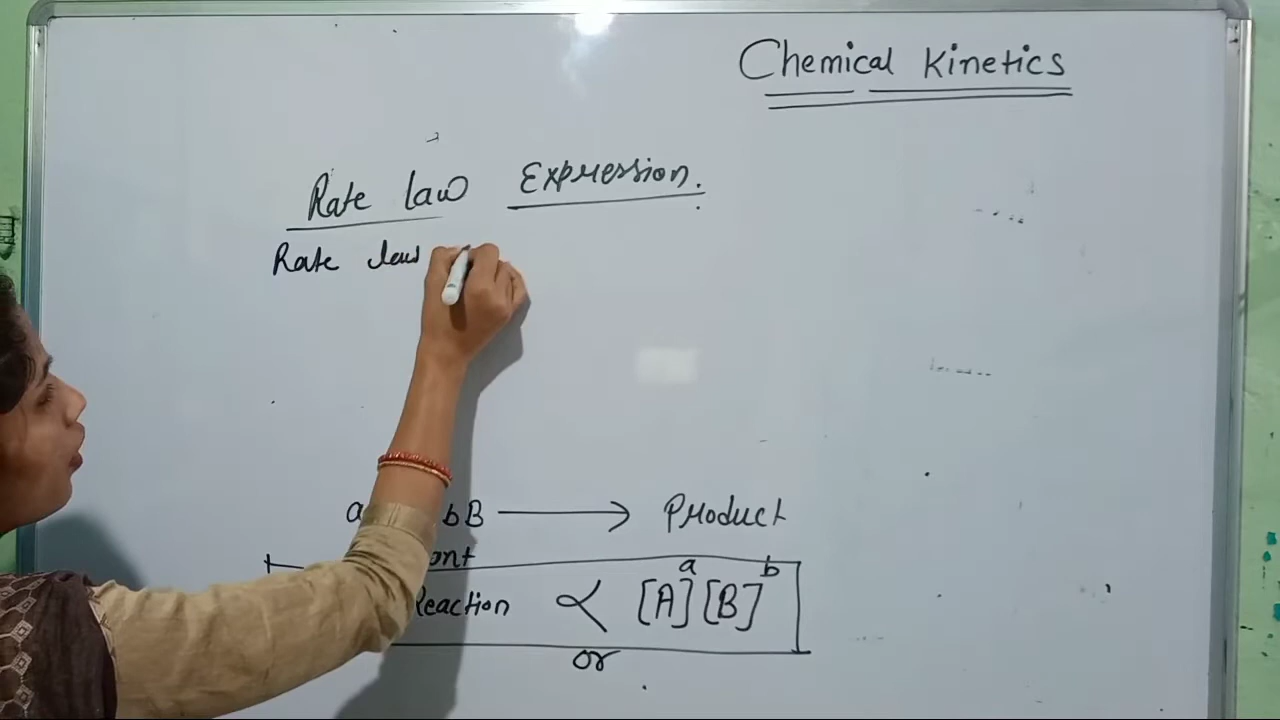 Chemical Kinetics
Rate law Expression.
Rate law
a bB ⟶ Product
ant
Reaction ∝ [A]ᵃ[B]ᵇ
or